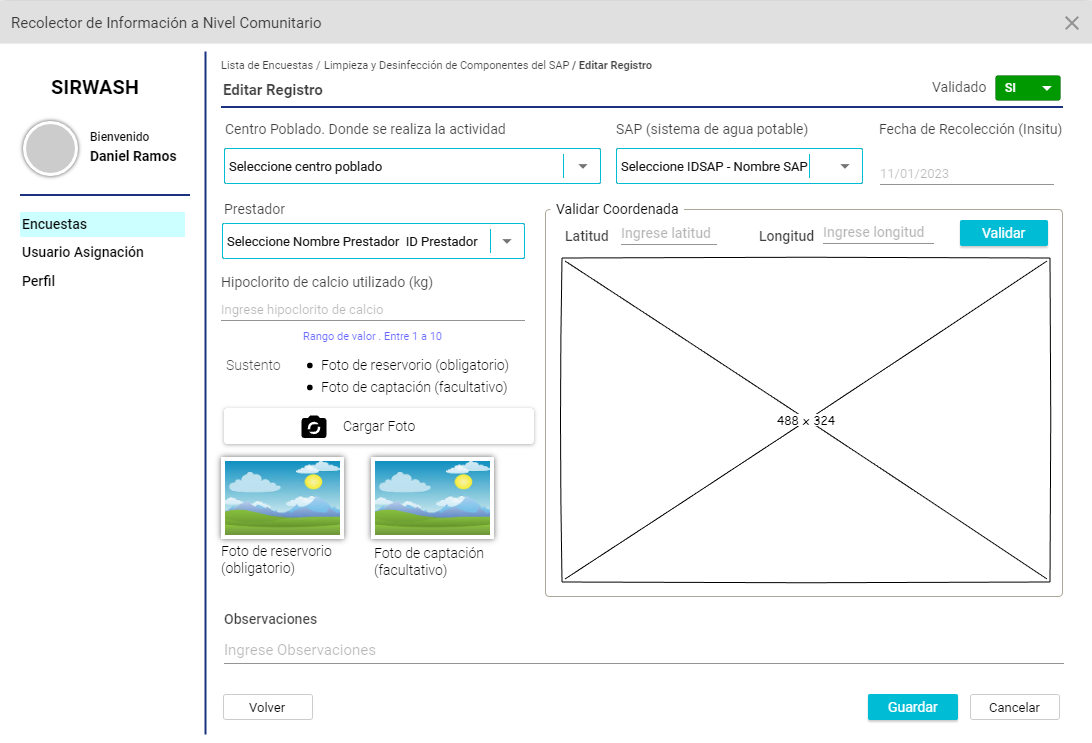 Recolector de Información a Nivel Comunitario
SIRWASH
Bienvenido
Daniel Ramos
Encuestas
Usuario Asignación
Perfil
Lista de Encuestas / Limpieza y Desinfección de Componentes del SAP / Editar Registro
Editar Registro
Validado
SI
Centro Poblado. Donde se realiza la actividad
SAP (sistema de agua potable)
Fecha de Recolección (Insitu)
Seleccione centro poblado
Seleccione IDSAP - Nombre SAP
11/01/2023
Prestador
Seleccione Nombre Prestador ID Prestador
Validar Coordenada
Latitud
Ingrese latitud
Longitud
Ingrese longitud
Validar
Hipoclorito de calcio utilizado (kg)
Ingrese hipoclorito de calcio
Rango de valor . Entre 1 a 10
Sustento
• Foto de reservorio (obligatorio)
• Foto de captación (facultativo)
Cargar Foto
488 x 324
Foto de reservorio
(obligatorio)
Foto de captación
(facultativo)
Observaciones
Ingrese Observaciones
Volver
Guardar
Cancelar